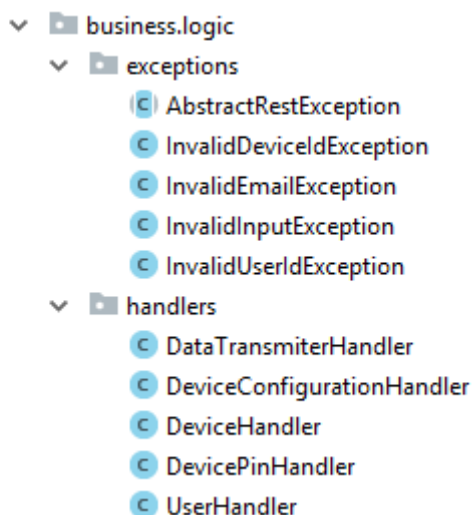 business.logic
exceptions
C AbstractRestException
C InvalidDeviceIdException
C InvalidEmailException
C InvalidInputException
C InvalidUserIdException
handlers
C DataTransmiterHandler
C DeviceConfigurationHandler
C DeviceHandler
C DevicePinHandler
C UserHandler